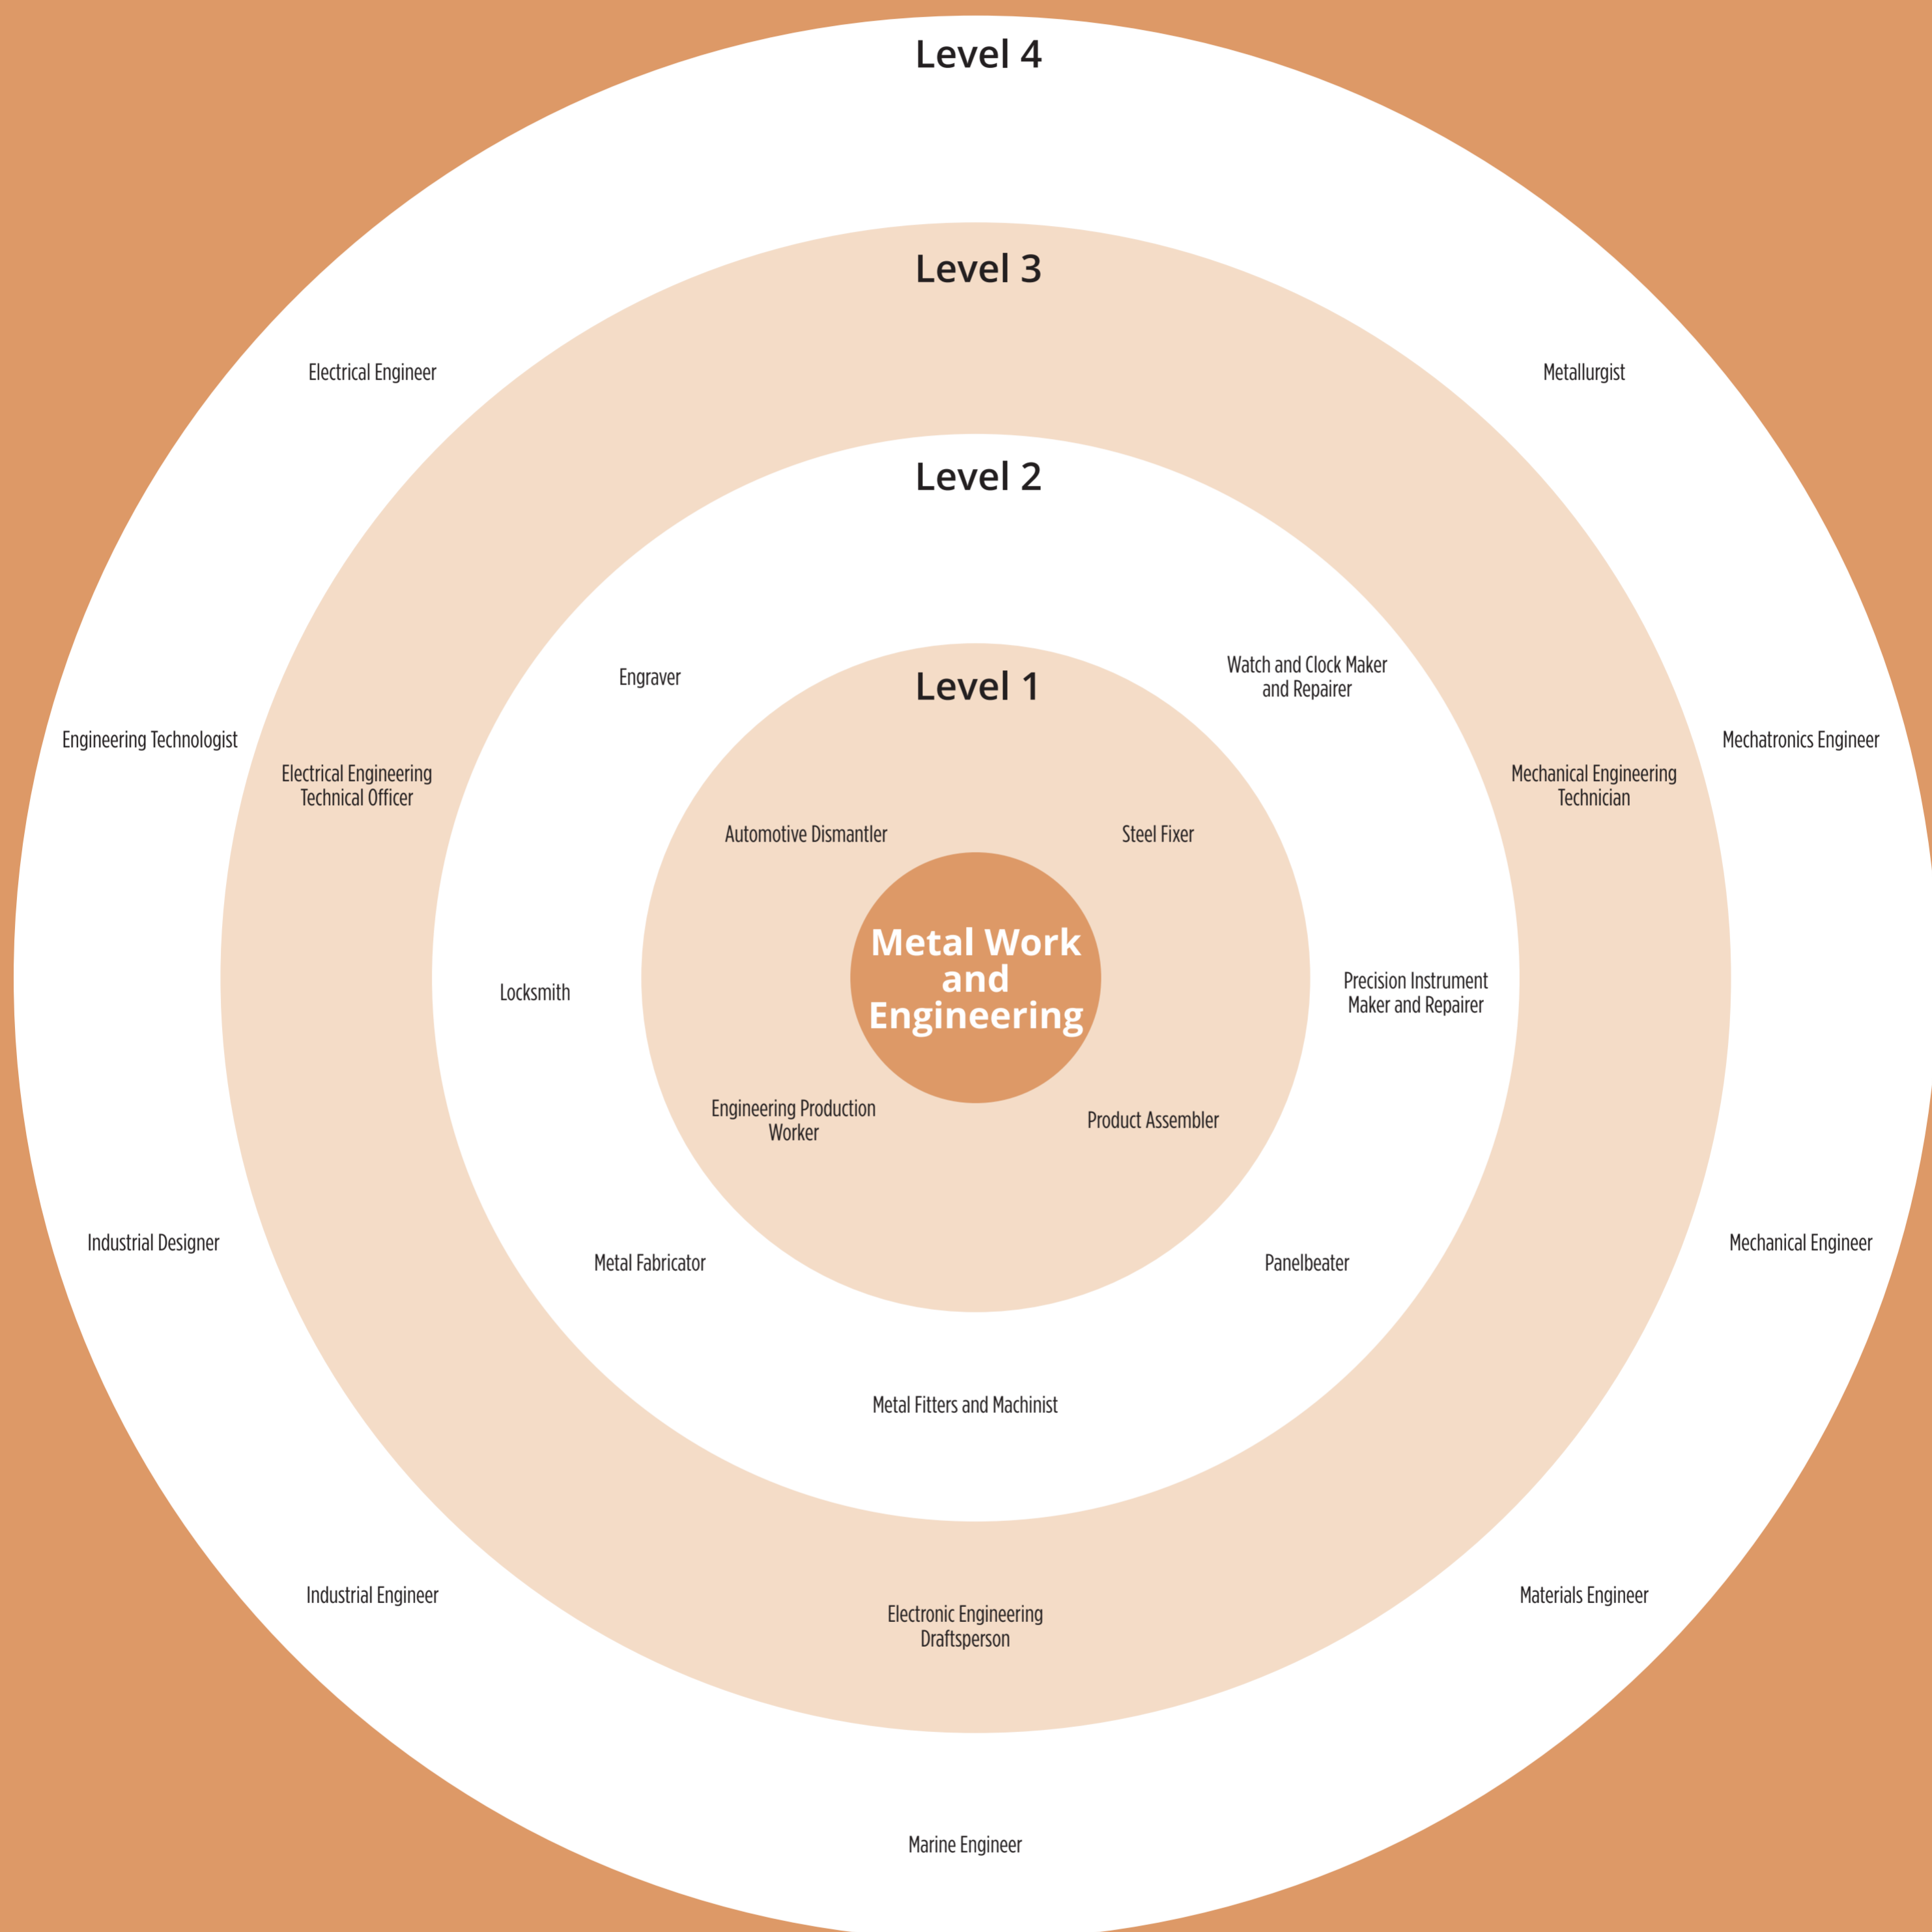 Level 4
Level 3
Electrical Engineer
Metallurgist
Level 2
Watch and Clock Maker
and Repairer
Engraver
Level 1
Engineering Technologist
Mechatronics Engineer
Electrical Engineering
Technical Officer
Mechanical Engineering
Technician
Automotive Dismantler
Steel Fixer
Metal Work
and
Engineering
Locksmith
Precision Instrument
Maker and Repairer
Engineering Production
Worker
Product Assembler
Industrial Designer
Mechanical Engineer
Metal Fabricator
Panelbeater
Metal Fitters and Machinist
Industrial Engineer
Materials Engineer
Electronic Engineering
Draftsperson
Marine Engineer